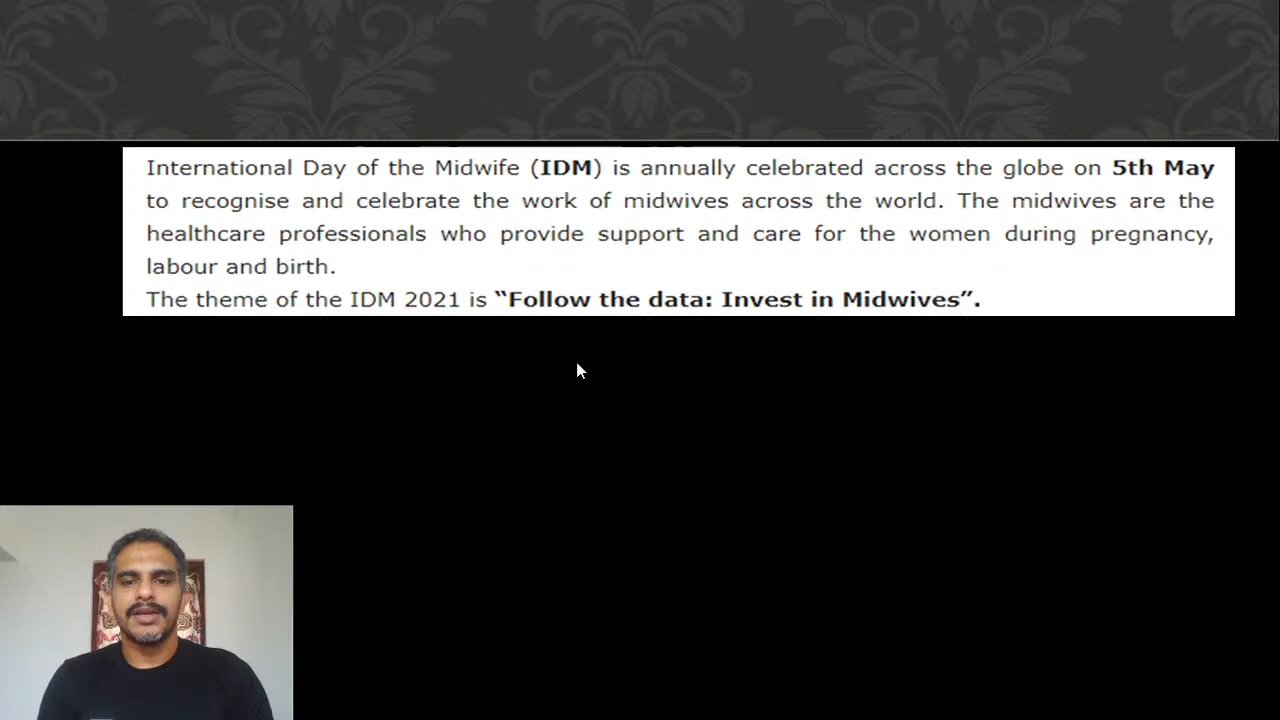 International Day of the Midwife (IDM) is annually celebrated across the globe on 5th May
to recognise and celebrate the work of midwives across the world. The midwives are the
healthcare professionals who provide support and care for the women during pregnancy,
labour and birth.
The theme of the IDM 2021 is “Follow the data: Invest in Midwives”.